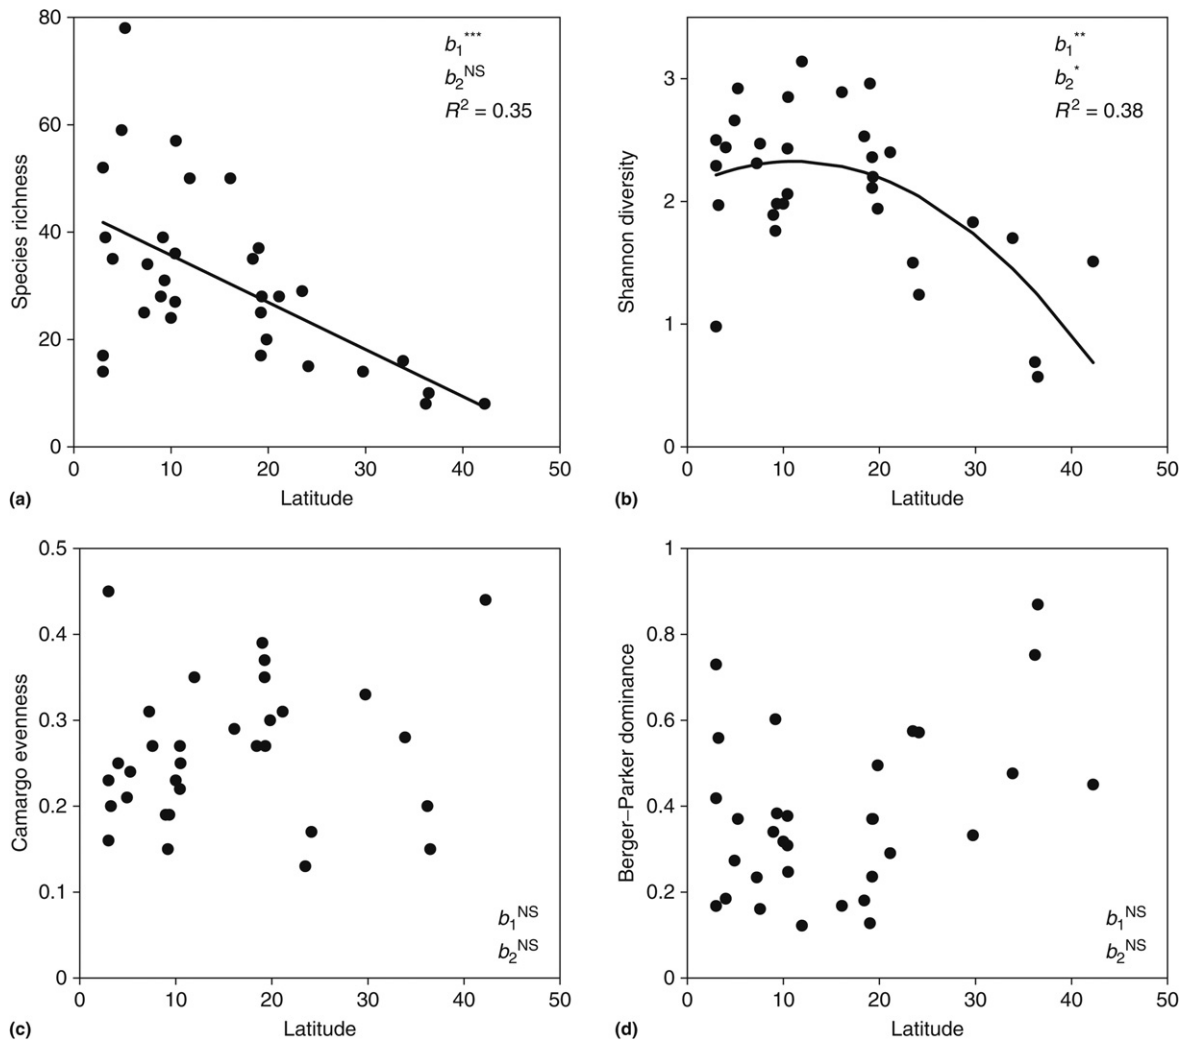 80
60
40
20
0
0 10 20 30 40 50
Species richness
Latitude
(a)
b₁***
b₂ᴺˢ
R² = 0.35
3
2
1
0
0 10 20 30 40 50
Shannon diversity
Latitude
(b)
b₁**
b₂*
R² = 0.38
0.5
0.4
0.3
0.2
0.1
0
0 10 20 30 40 50
Camargo evenness
Latitude
(c)
b₁ᴺˢ
b₂ᴺˢ
1
0.8
0.6
0.4
0.2
0
0 10 20 30 40 50
Berger–Parker dominance
Latitude
(d)
b₁ᴺˢ
b₂ᴺˢ